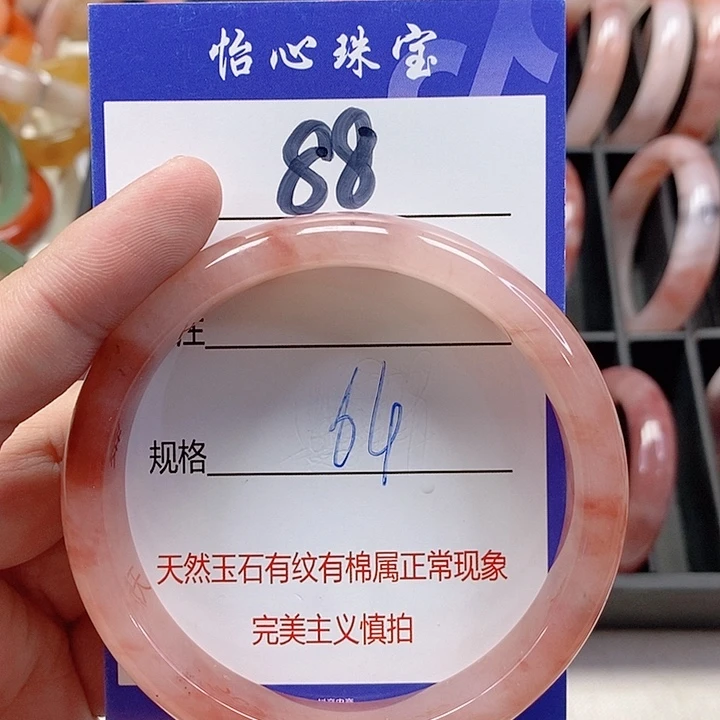 怡心珠宝
88
注
规格 64
天然玉石有纹有棉属正常现象
完美主义慎拍